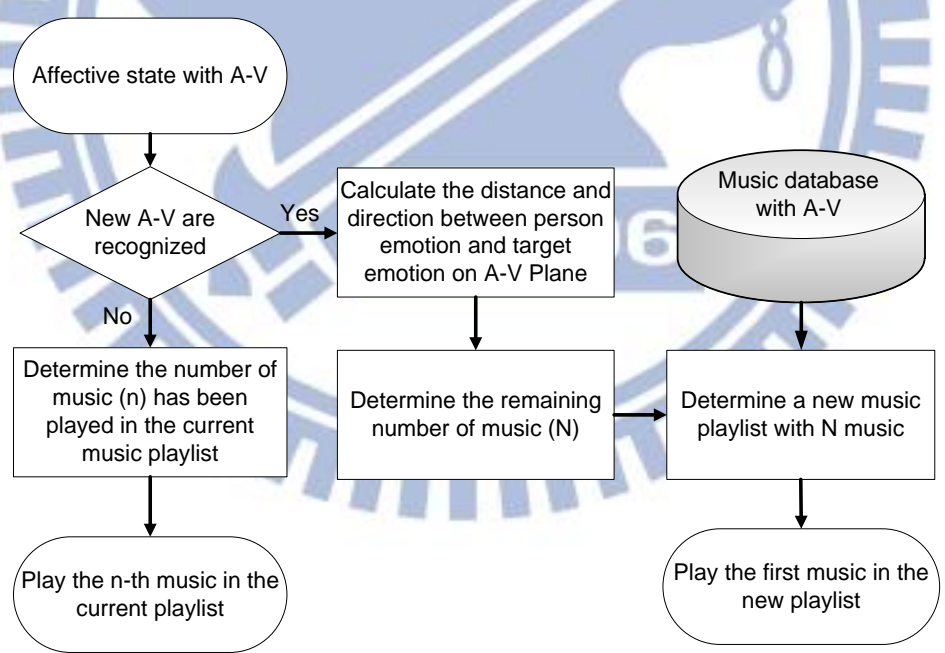 Affective state with A-V
New A-V are
recognized
Yes
No
Calculate the distance and
direction between person
emotion and target
emotion on A-V Plane
Music database
with A-V
Determine the number of
music (n) has been
played in the current
music playlist
Determine the remaining
number of music (N)
Determine a new music
playlist with N music
Play the n-th music in the
current playlist
Play the first music in the
new playlist